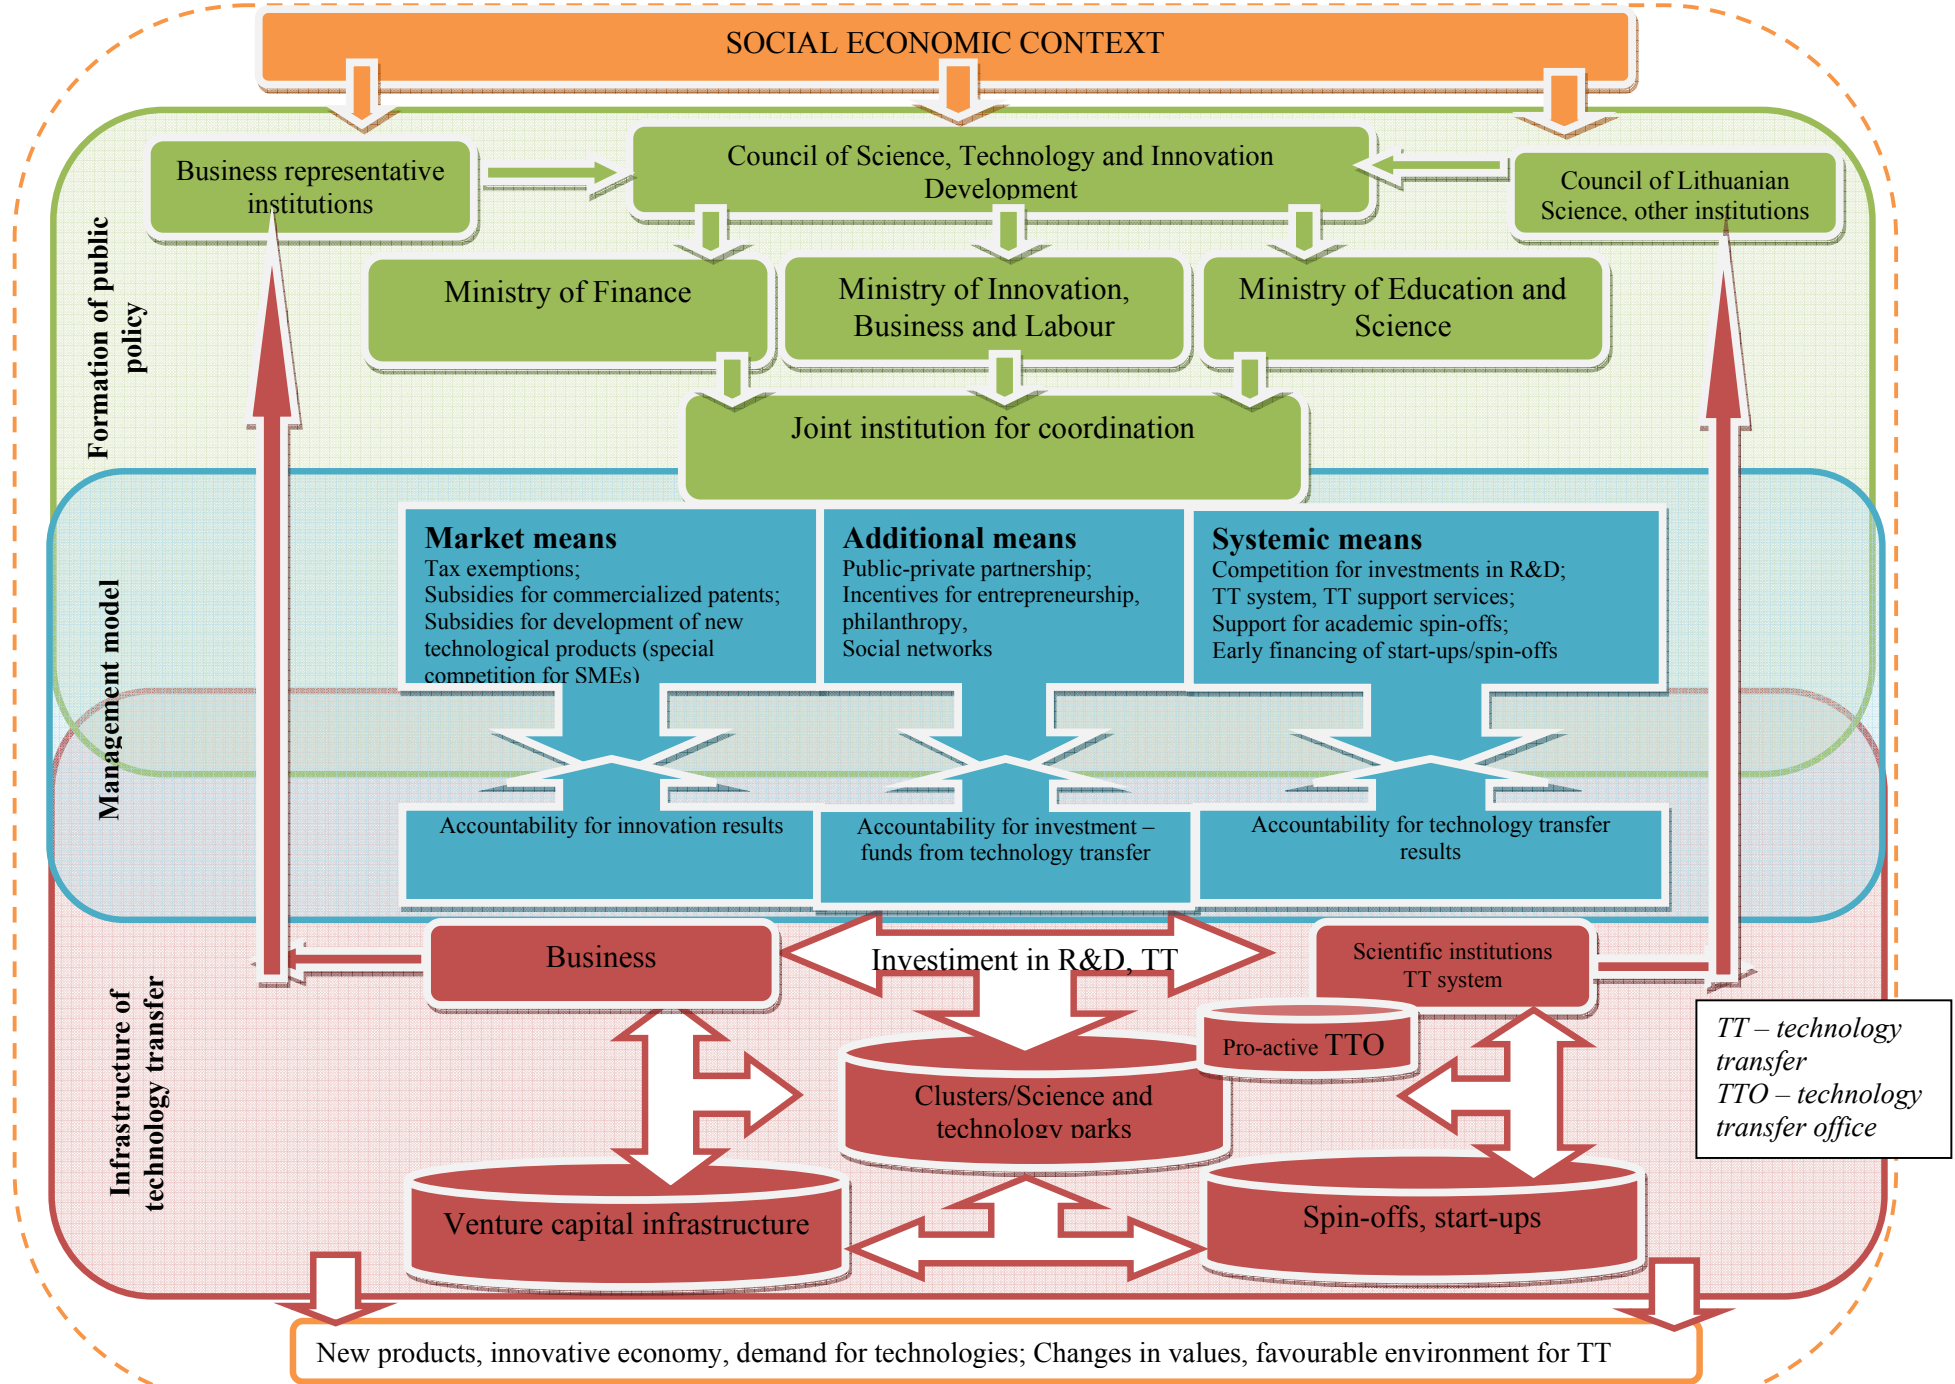 SOCIAL ECONOMIC CONTEXT
Business representative
institutions
Council of Science, Technology and Innovation
Development
Council of Lithuanian
Science, other institutions
Formation of public
policy
Ministry of Finance
Ministry of Innovation,
Business and Labour
Ministry of Education and
Science
Joint institution for coordination
Management model
Market means
Tax exemptions;
Subsidies for commercialized patents;
Subsidies for development of new
technological products (special
competition for SMEs)
Additional means
Public-private partnership;
Incentives for entrepreneurship,
philanthropy,
Social networks
Systemic means
Competition for investments in R&D;
TT system, TT support services;
Support for academic spin-offs;
Early financing of start-ups/spin-offs
Accountability for innovation results
Accountability for investment –
funds from technology transfer
Accountability for technology transfer
results
Infrastructure of
technology transfer
Business
Investiment in R&D, TT
Scientific institutions
TT system
Pro-active TTO
Clusters/Science and
technology parks
Venture capital infrastructure
Spin-offs, start-ups
TT – technology
transfer
TTO – technology
transfer office
New products, innovative economy, demand for technologies; Changes in values, favourable environment for TT